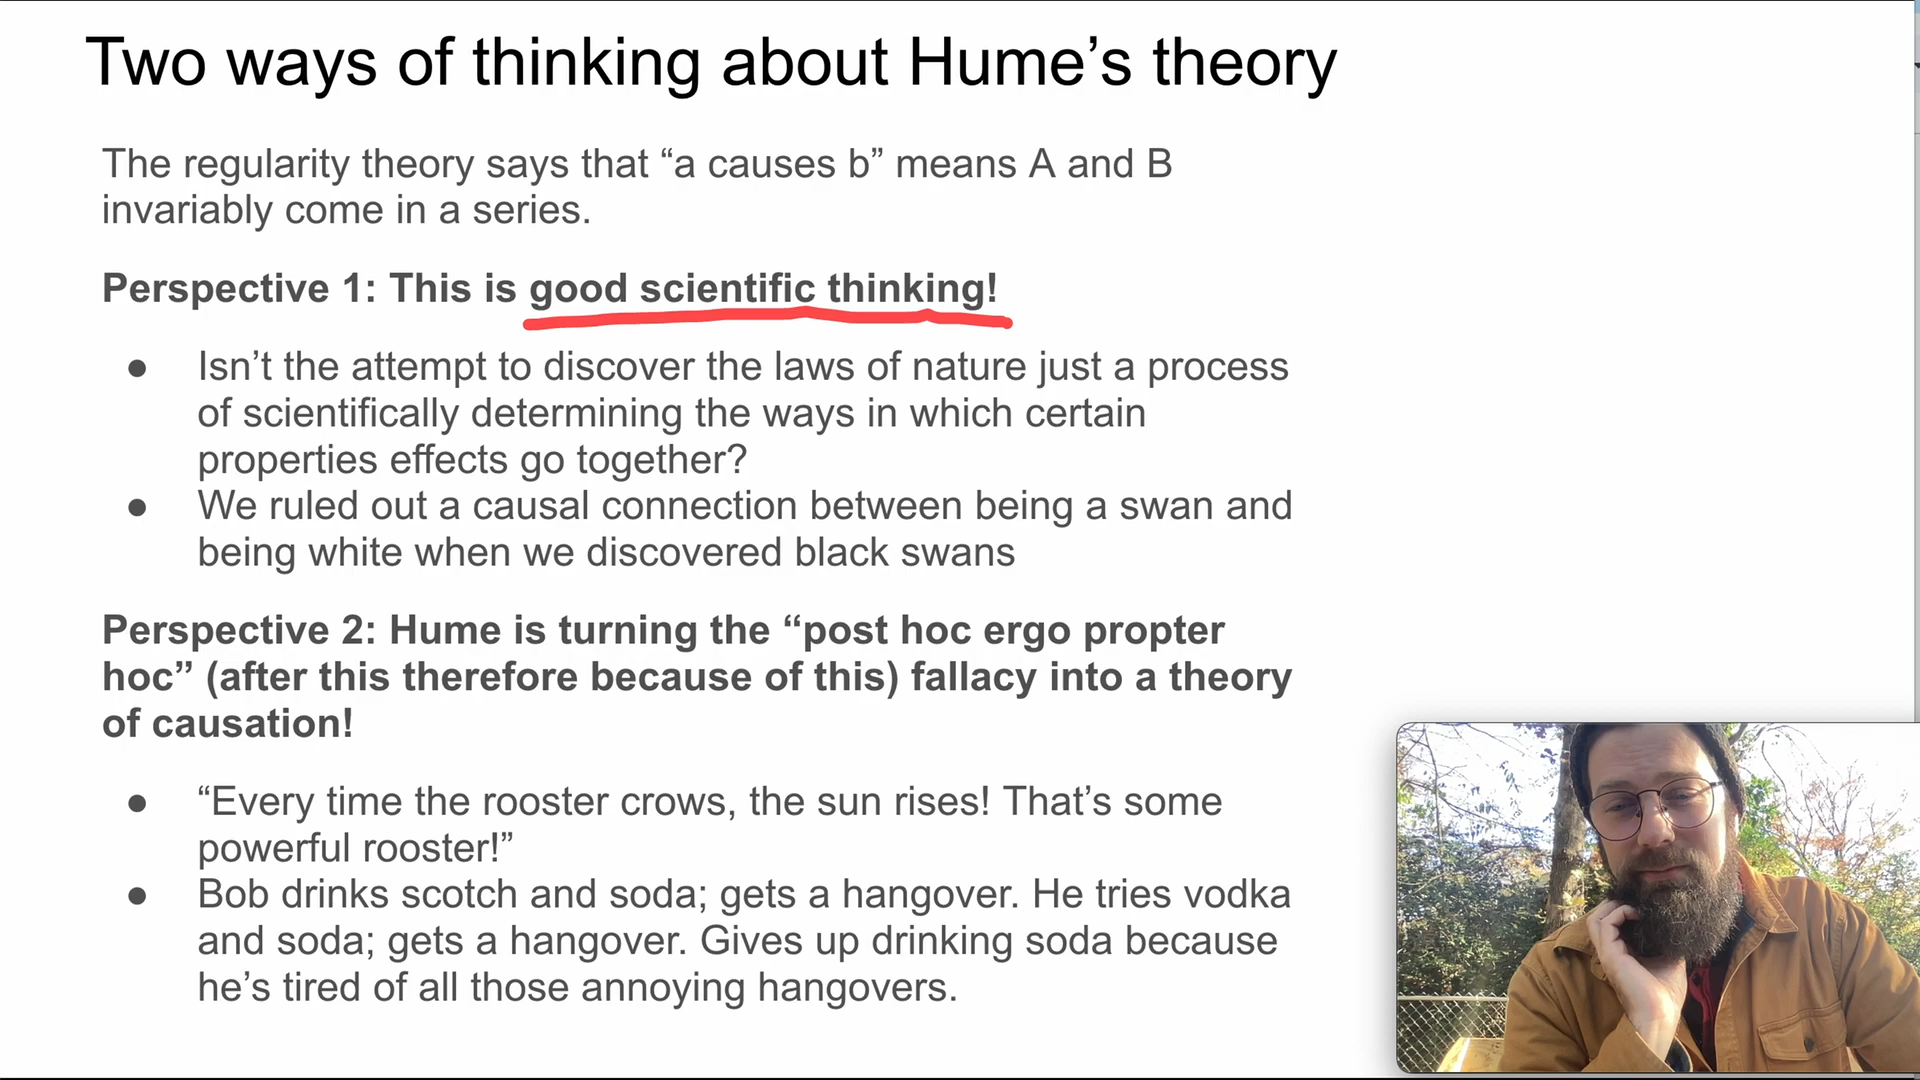 Two ways of thinking about Hume’s theory
The regularity theory says that “a causes b” means A and B
invariably come in a series.
Perspective 1: This is good scientific thinking!
● Isn’t the attempt to discover the laws of nature just a process
of scientifically determining the ways in which certain
properties effects go together?
● We ruled out a causal connection between being a swan and
being white when we discovered black swans
Perspective 2: Hume is turning the “post hoc ergo propter
hoc” (after this therefore because of this) fallacy into a theory
of causation!
● “Every time the rooster crows, the sun rises! That’s some
powerful rooster!”
● Bob drinks scotch and soda; gets a hangover. He tries vodka
and soda; gets a hangover. Gives up drinking soda because
he’s tired of all those annoying hangovers.